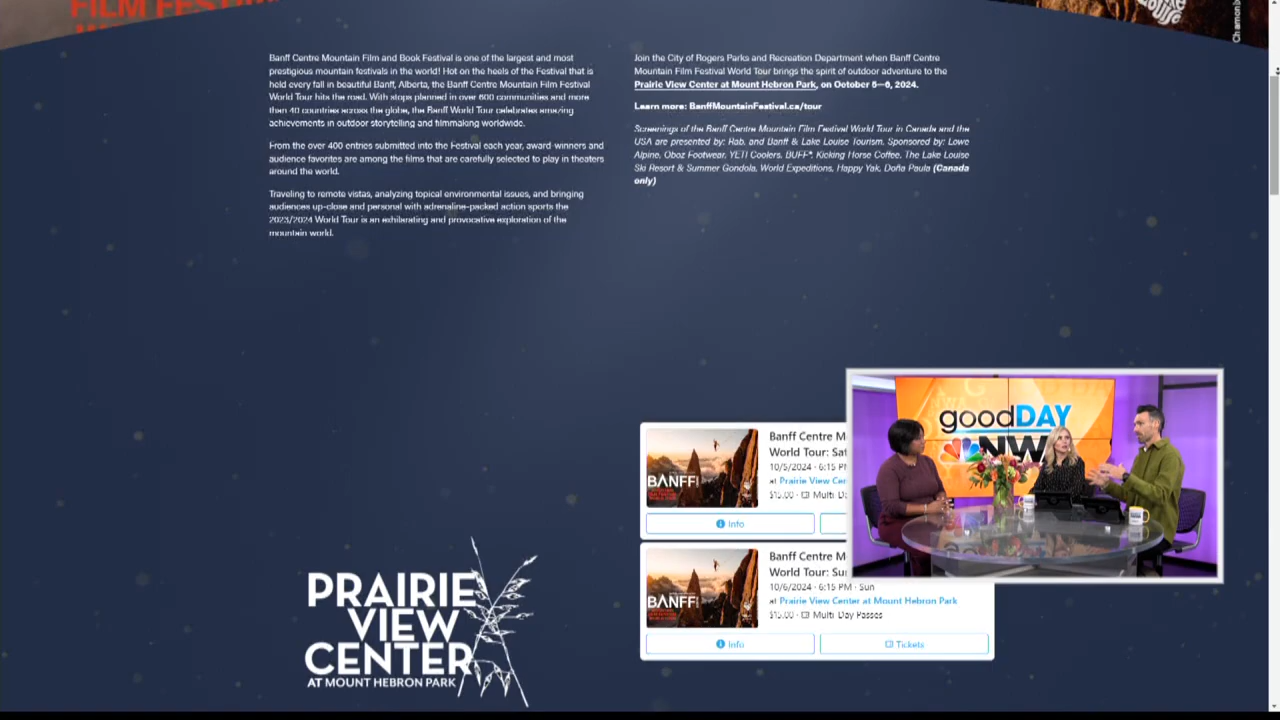 FILM FESTIVAL
Chamonix
Banff Centre Mountain Film and Book Festival is one of the largest and most
prestigious mountain festivals in the world! Hot on the heels of the Festival that is
held every fall in beautiful Banff, Alberta, the Banff Centre Mountain Film Festival
World Tour hits the road. With stops planned in over 600 communities and more
than 40 countries across the globe, the Banff World Tour celebrates amazing
achievements in outdoor storytelling and filmmaking worldwide.
From the over 400 entries submitted into the Festival each year, award-winners and
audience favorites are among the films that are carefully selected to play in theaters
around the world.
Traveling to remote vistas, analyzing topical environmental issues, and bringing
audiences up-close and personal with adrenaline-packed action sports the
2023/2024 World Tour is an exhilarating and provocative exploration of the
mountain world.
Join the City of Rogers Parks and Recreation Department when Banff Centre
Mountain Film Festival World Tour brings the spirit of outdoor adventure to the
Prairie View Center at Mount Hebron Park, on October 5—6, 2024.
Learn more: BanffMountainFestival.ca/tour
Screenings of the Banff Centre Mountain Film Festival World Tour in Canada and the
USA are presented by: Rab, and Banff & Lake Louise Tourism. Sponsored by: Lowe
Alpine, Oboz Footwear, YETI Coolers, BUFF®, Kicking Horse Coffee, The Lake Louise
Ski Resort & Summer Gondola, World Expeditions, Happy Yak, Doña Paula (Canada
only)
goodDAY
NW
BANFF
Banff Centre M
World Tour: Sat
10/5/2024 · 6:15 PM
at Prairie View Cen
$15.00 · Multi D
Info
BANFF
Banff Centre M
World Tour: Su
10/6/2024 · 6:15 PM · Sun
at Prairie View Center at Mount Hebron Park
$15.00 · Multi Day Passes
Info
Tickets
PRAIRIE
VIEW
CENTER
AT MOUNT HEBRON PARK